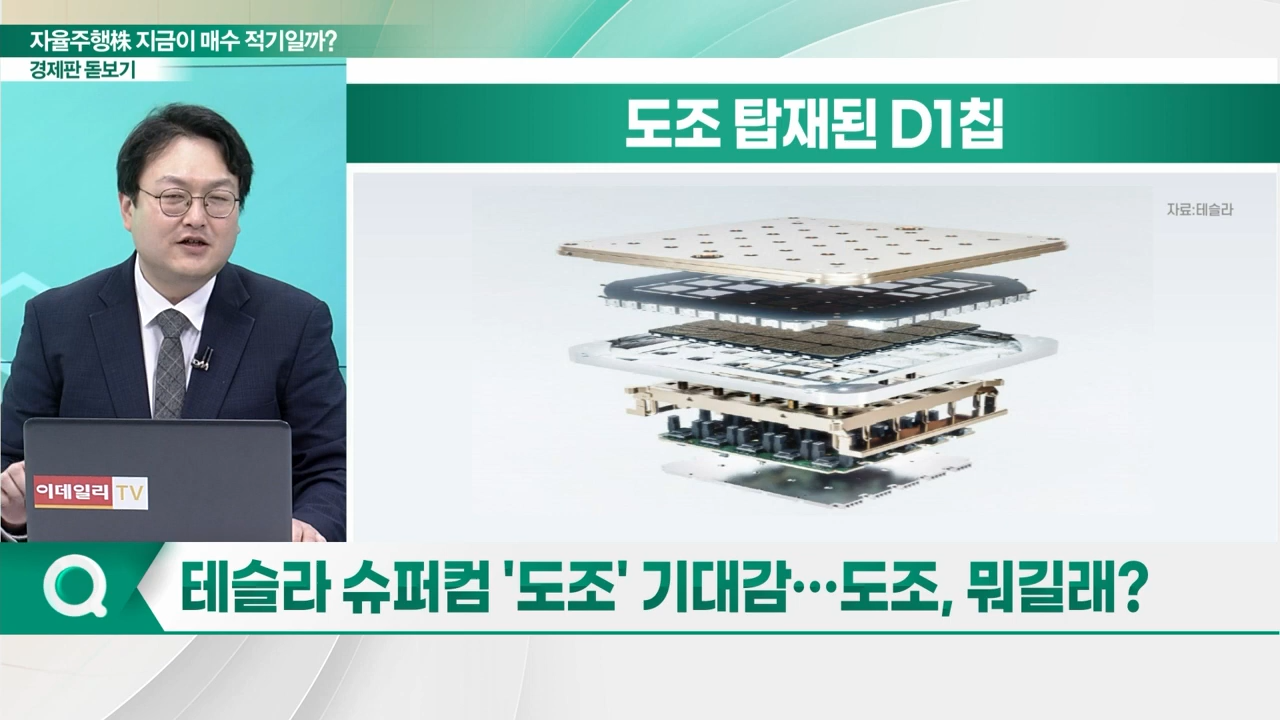 자율주행株 지금이 매수 적기일까?
경제판 돋보기
도조 탑재된 D1칩
자료:테슬라
이데일리TV
테슬라 슈퍼컴 '도조' 기대감…도조, 뭐길래?